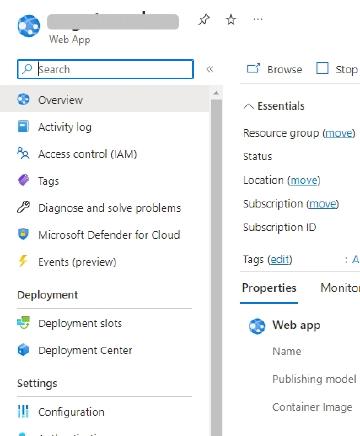 Web App
Search
«
Browse
Stop
Overview
Activity log
Access control (IAM)
Tags
Diagnose and solve problems
Microsoft Defender for Cloud
Events (preview)
Deployment
Deployment slots
Deployment Center
Settings
Configuration
Essentials
Resource group (move)
Status
Location (move)
Subscription (move)
Subscription ID
Tags (edit) : A
Properties Monitor
Web app
Name
Publishing model
Container Image